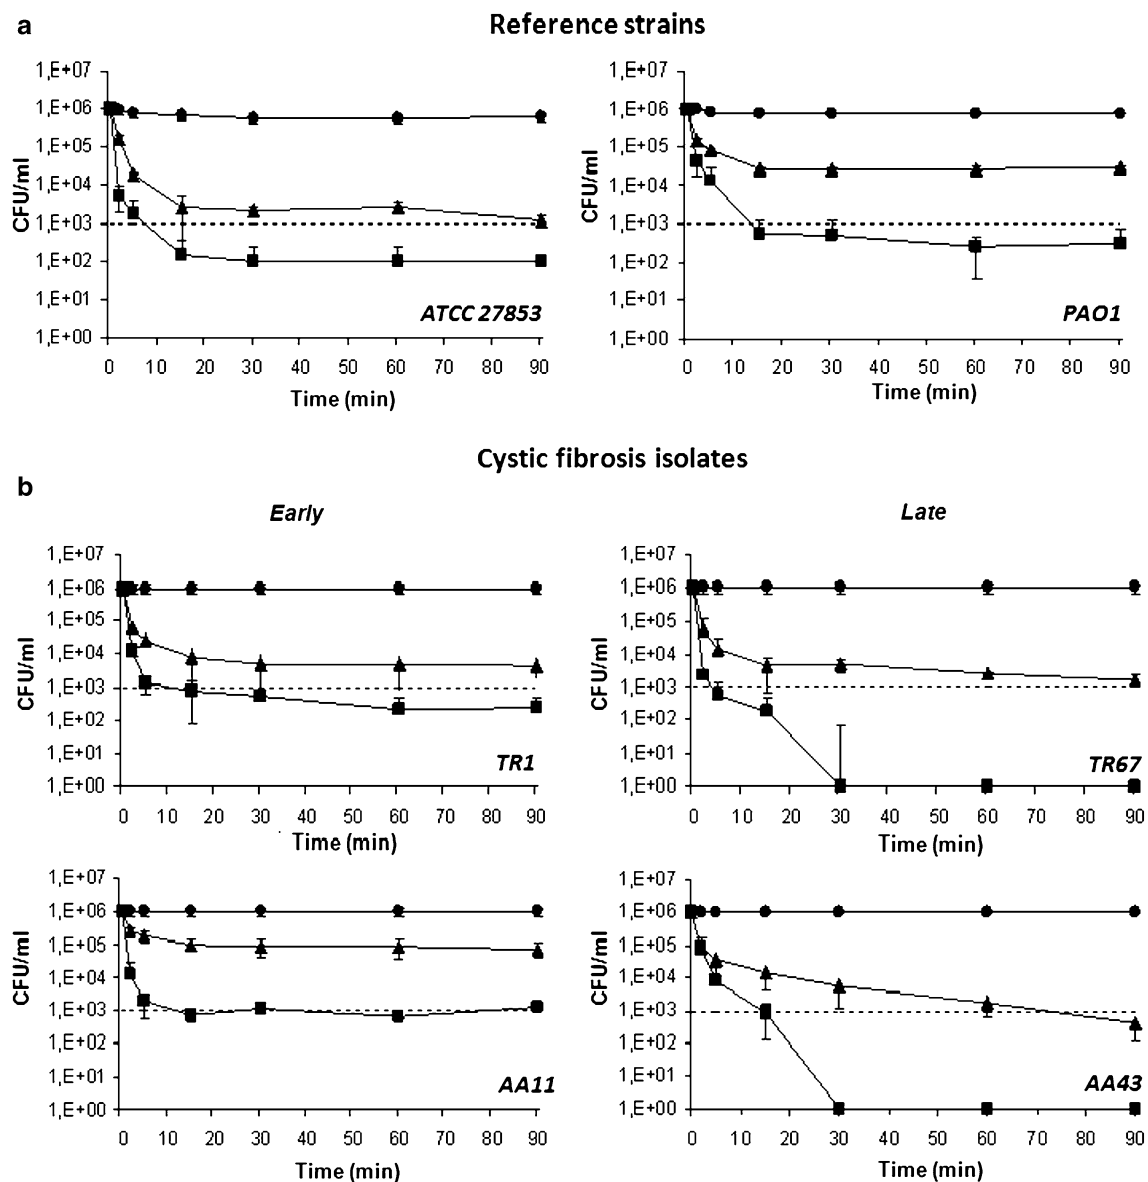 a
Reference strains
1,E+07
1,E+06
1,E+05
1,E+04
1,E+03
1,E+02
1,E+01
1,E+00
CFU/ml
ATCC 27853
0 10 20 30 40 50 60 70 80 90
Time (min)
1,E+07
1,E+06
1,E+05
1,E+04
1,E+03
1,E+02
1,E+01
1,E+00
CFU/ml
PAO1
0 10 20 30 40 50 60 70 80 90
Time (min)
Cystic fibrosis isolates
b
Early
Late
1,E+07
1,E+06
1,E+05
1,E+04
1,E+03
1,E+02
1,E+01
1,E+00
CFU/ml
TR1
0 10 20 30 40 50 60 70 80 90
Time (min)
1,E+07
1,E+06
1,E+05
1,E+04
1,E+03
1,E+02
1,E+01
1,E+00
CFU/ml
TR67
0 10 20 30 40 50 60 70 80 90
Time (min)
1,E+07
1,E+06
1,E+05
1,E+04
1,E+03
1,E+02
1,E+01
1,E+00
CFU/ml
AA11
0 10 20 30 40 50 60 70 80 90
Time (min)
1,E+07
1,E+06
1,E+05
1,E+04
1,E+03
1,E+02
1,E+01
1,E+00
CFU/ml
AA43
0 10 20 30 40 50 60 70 80 90
Time (min)